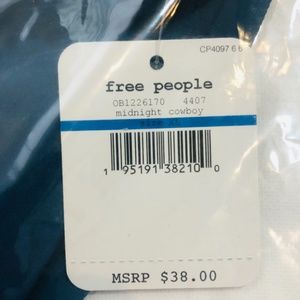 CP4097 6 6
free people
OB1226170 4407
midnight cowboy
1 95191 38210 0
MSRP $38.00